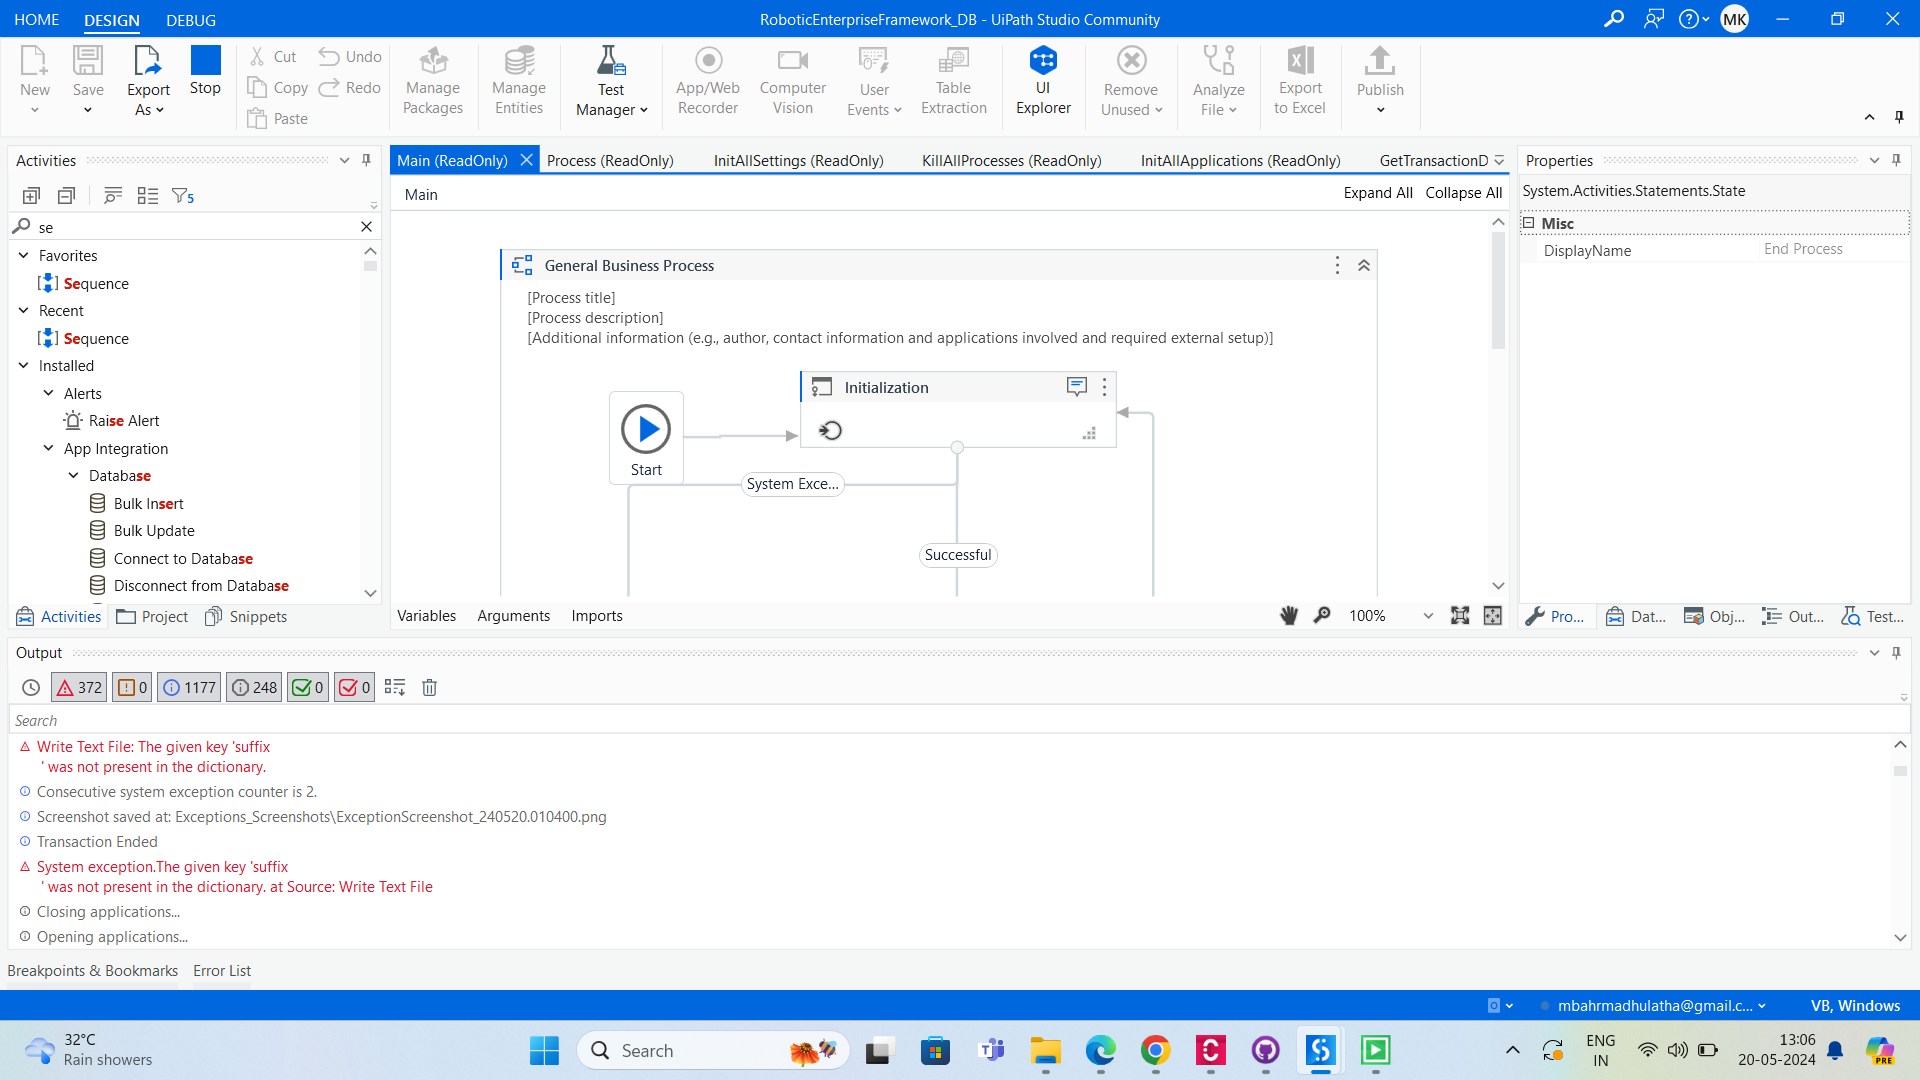 HOME DESIGN DEBUG
RoboticEnterpriseFramework_DB - UiPath Studio Community
MK
New Save Export As Stop
Cut Undo
Copy Redo
Paste
Manage Packages
Manage Entities
Test Manager
App/Web Recorder
Computer Vision
User Events
Table Extraction
UI Explorer
Remove Unused
Analyze File
Export to Excel
Publish
Activities
5
se
Favorites
Sequence
Recent
Sequence
Installed
Alerts
Raise Alert
App Integration
Database
Bulk Insert
Bulk Update
Connect to Database
Disconnect from Database
Activities Project Snippets
Main (ReadOnly) Process (ReadOnly) InitAllSettings (ReadOnly) KillAllProcesses (ReadOnly) InitAllApplications (ReadOnly) GetTransactionD
Main
Expand All Collapse All
General Business Process
[Process title]
[Process description]
[Additional information (e.g., author, contact information and applications involved and required external setup)]
Initialization
Start
System Exce...
Successful
Variables Arguments Imports
100%
Properties
System.Activities.Statements.State
Misc
DisplayName End Process
Pro... Dat... Obj... Out... Test...
Output
372 0 1177 248 0 0
Search
Write Text File: The given key 'suffix
' was not present in the dictionary.
Consecutive system exception counter is 2.
Screenshot saved at: Exceptions_Screenshots\ExceptionScreenshot_240520.010400.png
Transaction Ended
System exception.The given key 'suffix
' was not present in the dictionary. at Source: Write Text File
Closing applications...
Opening applications...
Breakpoints & Bookmarks Error List
mbahrmadhulatha@gmail.c... VB, Windows
32°C
Rain showers
Search
PRE
ENG
IN
13:06
20-05-2024